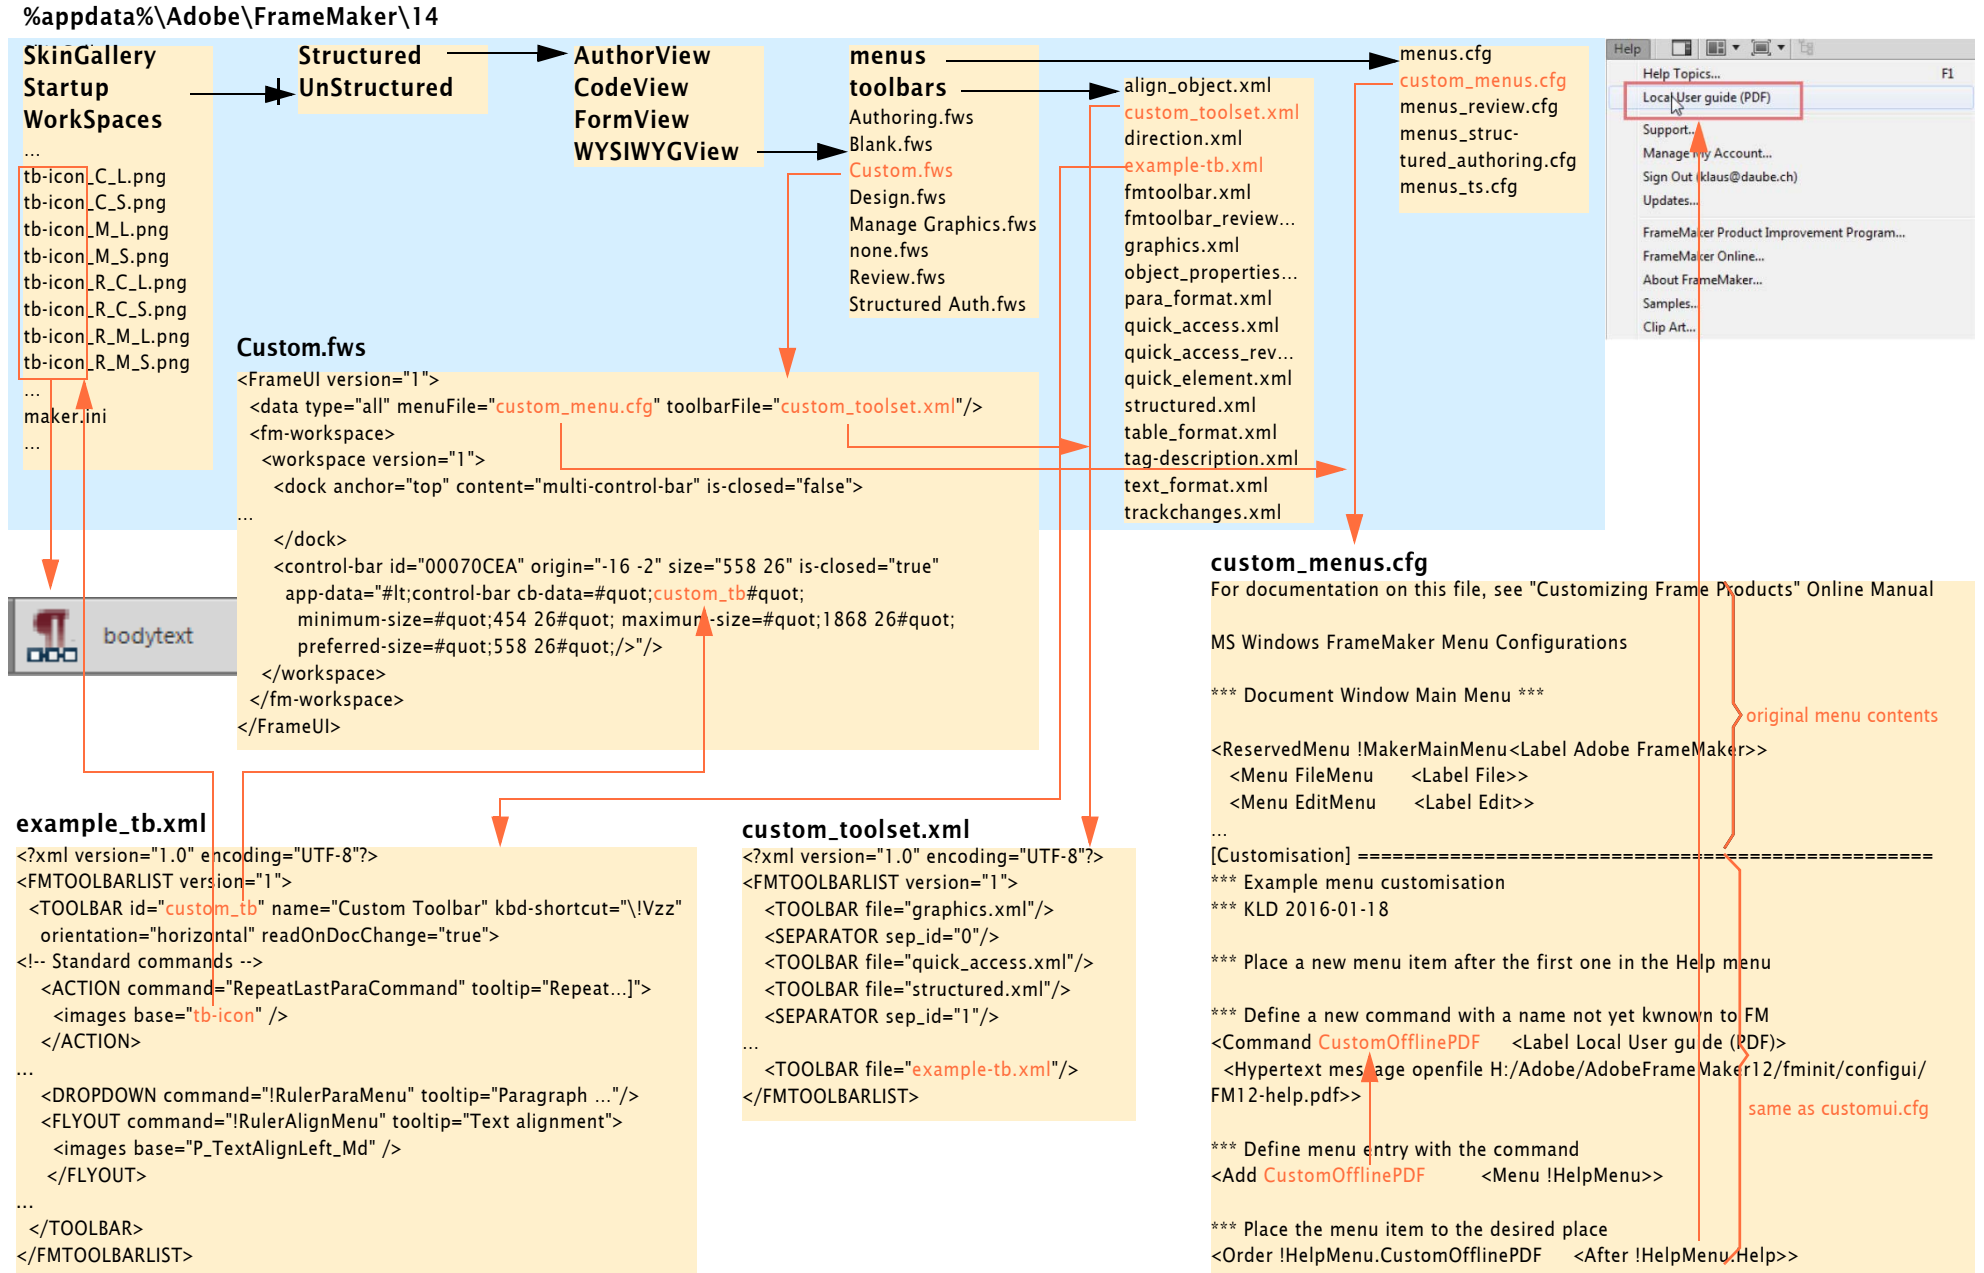 %appdata%\Adobe\FrameMaker\14
SkinGallery
Startup
WorkSpaces
...
tb-icon_C_L.png
tb-icon_C_S.png
tb-icon_M_L.png
tb-icon_M_S.png
tb-icon_R_C_L.png
tb-icon_R_C_S.png
tb-icon_R_M_L.png
tb-icon_R_M_S.png
...
maker.ini
...
Structured
UnStructured
AuthorView
CodeView
FormView
WYSIWYGView
menus
toolbars
Authoring.fws
Blank.fws
Custom.fws
Design.fws
Manage Graphics.fws
none.fws
Review.fws
Structured Auth.fws
align_object.xml
custom_toolset.xml
direction.xml
example-tb.xml
fmtoolbar.xml
fmtoolbar_review...
graphics.xml
object_properties...
para_format.xml
quick_access.xml
quick_access_rev...
quick_element.xml
structured.xml
table_format.xml
tag-description.xml
text_format.xml
trackchanges.xml
menus.cfg
custom_menus.cfg
menus_review.cfg
menus_struc-
tured_authoring.cfg
menus_ts.cfg
Help
Help Topics... F1
Local User guide (PDF)
Support...
Manage My Account...
Sign Out (klaus@daube.ch)
Updates...
FrameMaker Product Improvement Program...
FrameMaker Online...
About FrameMaker...
Samples...
Clip Art...
Custom.fws
<FrameUI version="1">
<data type="all" menuFile="custom_menu.cfg" toolbarFile="custom_toolset.xml"/>
<fm-workspace>
<workspace version="1">
<dock anchor="top" content="multi-control-bar" is-closed="false">
...
</dock>
<control-bar id="00070CEA" origin="-16 -2" size="558 26" is-closed="true"
app-data="#lt;control-bar cb-data=#quot;custom_tb#quot;
minimum-size=#quot;454 26#quot; maximum-size=#quot;1868 26#quot;
preferred-size=#quot;558 26#quot;/>"/>
</workspace>
</fm-workspace>
</FrameUI>
bodytext
example_tb.xml
<?xml version="1.0" encoding="UTF-8"?>
<FMTOOLBARLIST version="1">
<TOOLBAR id="custom_tb" name="Custom Toolbar" kbd-shortcut="\!Vzz"
orientation="horizontal" readOnDocChange="true">
<!-- Standard commands -->
<ACTION command="RepeatLastParaCommand" tooltip="Repeat...]">
<images base="tb-icon" />
</ACTION>
...
<DROPDOWN command="!RulerParaMenu" tooltip="Paragraph ..."/>
<FLYOUT command="!RulerAlignMenu" tooltip="Text alignment">
<images base="P_TextAlignLeft_Md" />
</FLYOUT>
...
</TOOLBAR>
</FMTOOLBARLIST>
custom_toolset.xml
<?xml version="1.0" encoding="UTF-8"?>
<FMTOOLBARLIST version="1">
<TOOLBAR file="graphics.xml"/>
<SEPARATOR sep_id="0"/>
<TOOLBAR file="quick_access.xml"/>
<TOOLBAR file="structured.xml"/>
<SEPARATOR sep_id="1"/>
...
<TOOLBAR file="example-tb.xml"/>
</FMTOOLBARLIST>
custom_menus.cfg
For documentation on this file, see "Customizing Frame Products" Online Manual
MS Windows FrameMaker Menu Configurations
*** Document Window Main Menu ***
original menu contents
<ReservedMenu !MakerMainMenu<Label Adobe FrameMaker>>
<Menu FileMenu <Label File>>
<Menu EditMenu <Label Edit>>
...
[Customisation] ==================================================
*** Example menu customisation
*** KLD 2016-01-18
*** Place a new menu item after the first one in the Help menu
*** Define a new command with a name not yet kwnown to FM
<Command CustomOfflinePDF <Label Local User guide (PDF)>
<Hypertext message openfile H:/Adobe/AdobeFrameMaker12/fminit/configui/
FM12-help.pdf>>
same as customui.cfg
*** Define menu entry with the command
<Add CustomOfflinePDF <Menu !HelpMenu>>
*** Place the menu item to the desired place
<Order !HelpMenu.CustomOfflinePDF <After !HelpMenu.Help>>